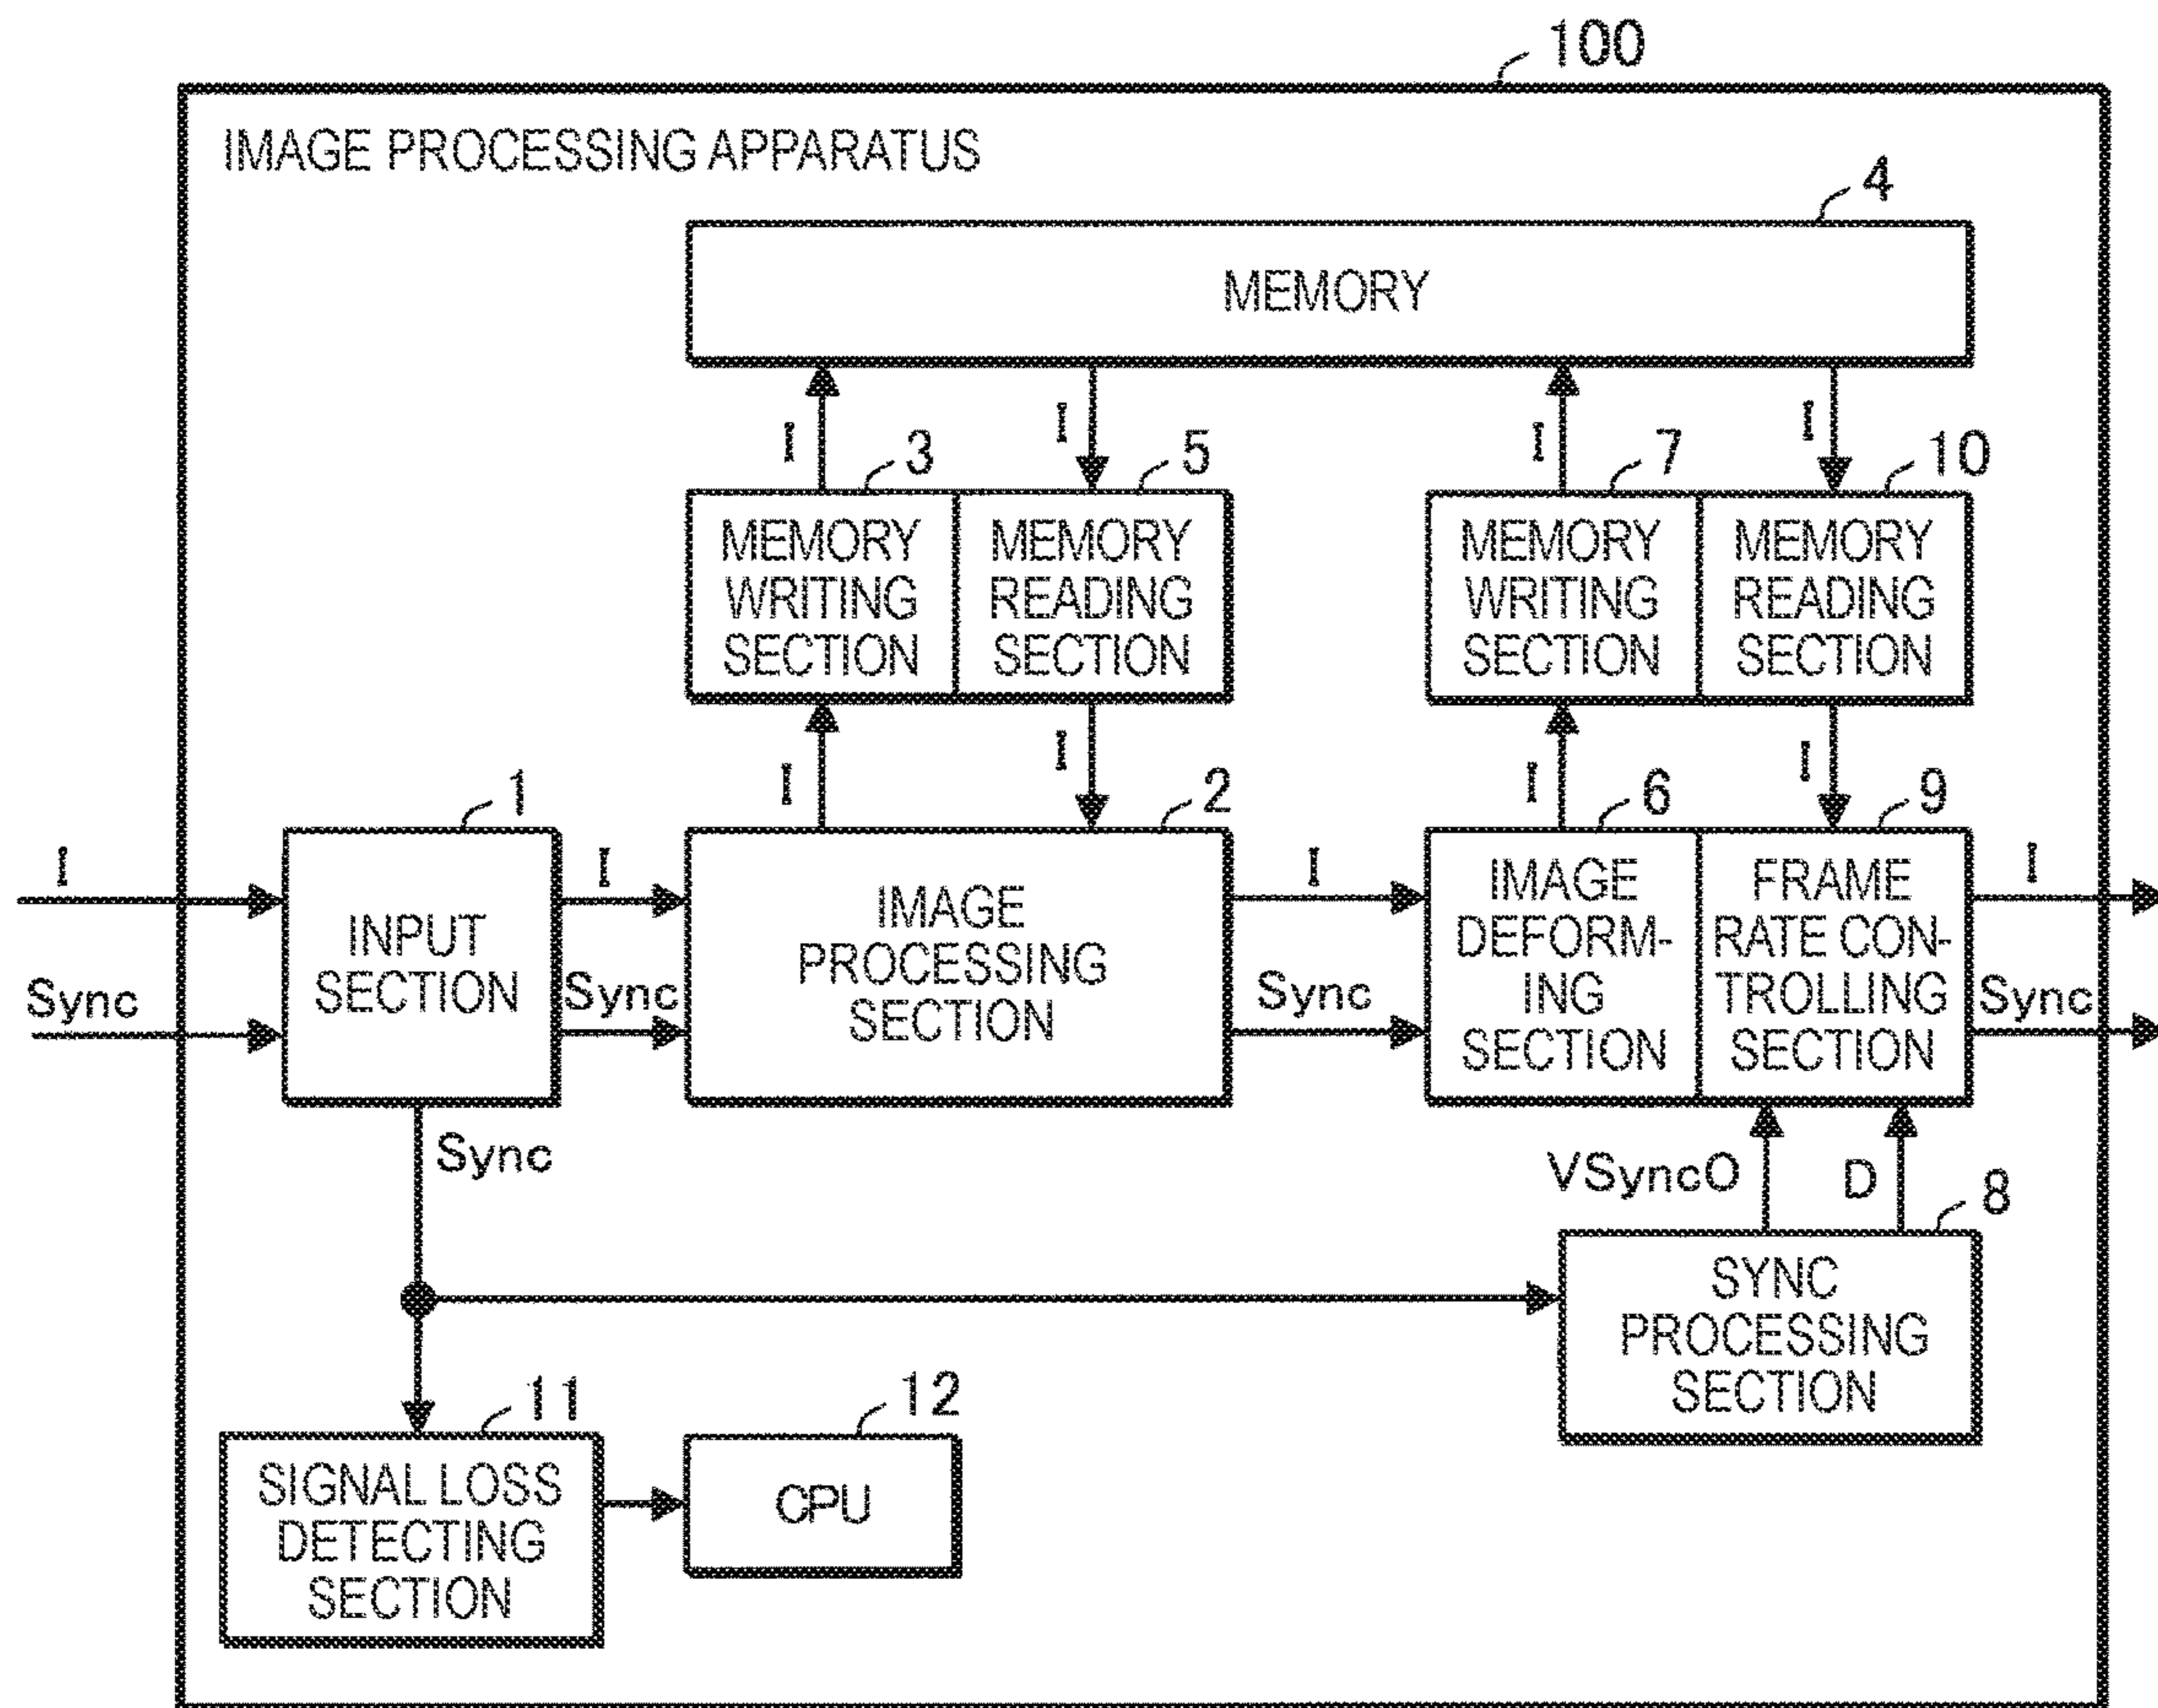 100
IMAGE PROCESSING APPARATUS
4
MEMORY
I
I
I
I
3
5
7
10
MEMORY
WRITING
SECTION
MEMORY
READING
SECTION
MEMORY
WRITING
SECTION
MEMORY
READING
SECTION
I
I
I
I
1
2
6
9
I
Sync
INPUT
SECTION
I
Sync
IMAGE
PROCESSING
SECTION
I
Sync
IMAGE
DEFORM-
ING
SECTION
FRAME
RATE CON-
TROLLING
SECTION
I
Sync
Sync
VSyncO
D
8
SYNC
PROCESSING
SECTION
11
SIGNAL LOSS
DETECTING
SECTION
12
CPU